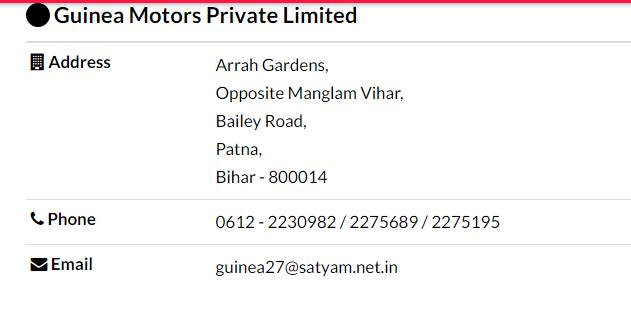 Guinea Motors Private Limited
Address
Arrah Gardens,
Opposite Manglam Vihar,
Bailey Road,
Patna,
Bihar - 800014
Phone
0612 - 2230982 / 2275689 / 2275195
Email
guinea27@satyam.net.in